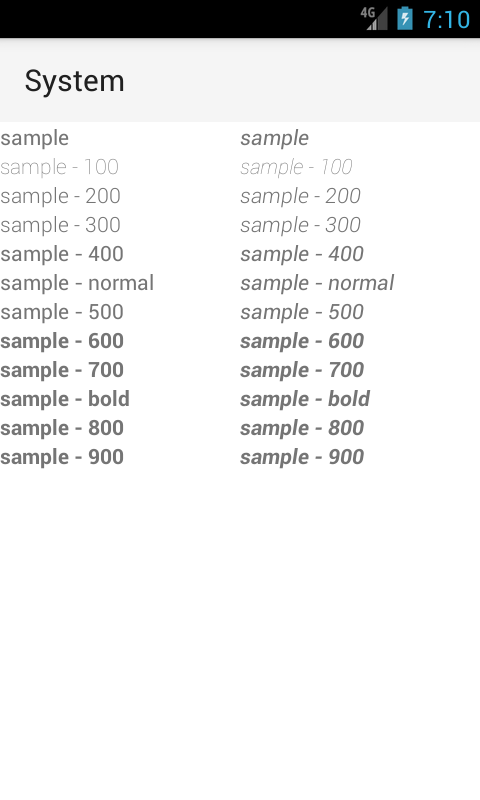 4G 7:10
System
sample sample
sample - 100 sample - 100
sample - 200 sample - 200
sample - 300 sample - 300
sample - 400 sample - 400
sample - normal sample - normal
sample - 500 sample - 500
sample - 600 sample - 600
sample - 700 sample - 700
sample - bold sample - bold
sample - 800 sample - 800
sample - 900 sample - 900